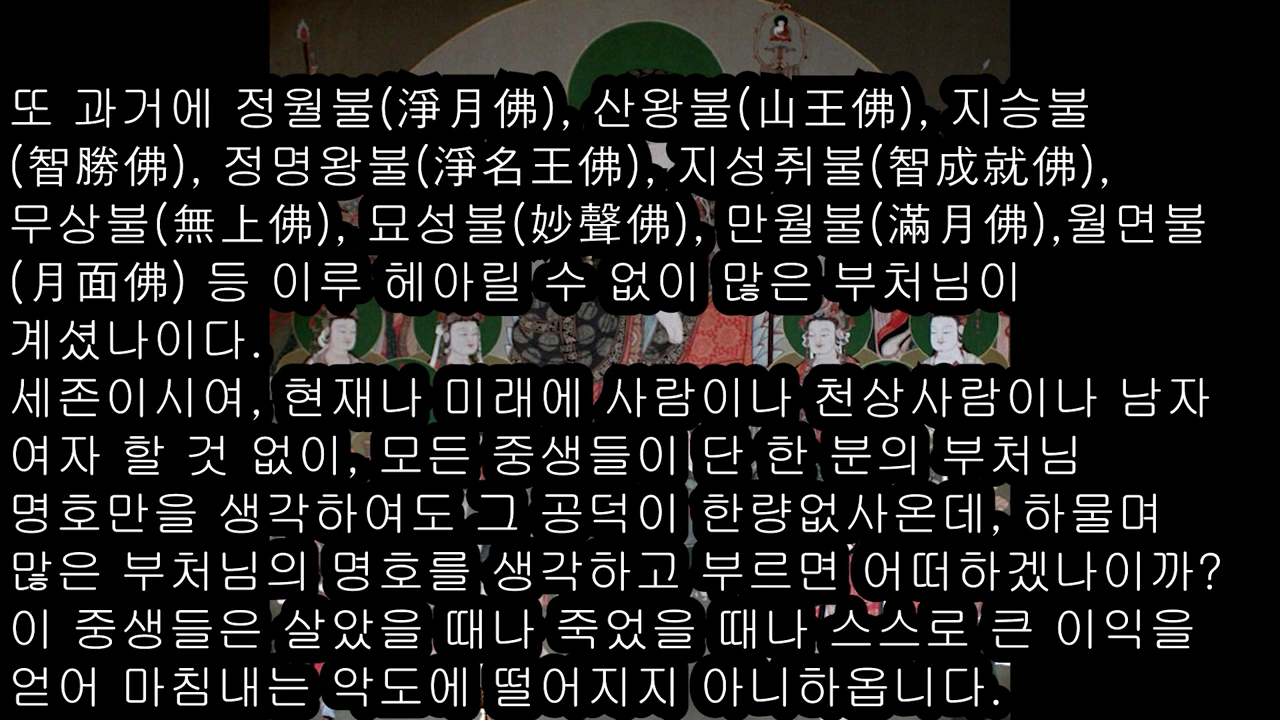 또 과거에 정월불(淨月佛), 산왕불(山王佛), 지승불
(智勝佛), 정명왕불(淨名王佛), 지성취불(智成就佛),
무상불(無上佛), 묘성불(妙聲佛), 만월불(滿月佛),월면불
(月面佛) 등 이루 헤아릴 수 없이 많은 부처님이
계셨나이다.
세존이시여, 현재나 미래에 사람이나 천상사람이나 남자
여자 할 것 없이, 모든 중생들이 단 한 분의 부처님
명호만을 생각하여도 그 공덕이 한량없사온데, 하물며
많은 부처님의 명호를 생각하고 부르면 어떠하겠나이까?
이 중생들은 살았을 때나 죽었을 때나 스스로 큰 이익을
얻어 마침내는 악도에 떨어지지 아니하옵니다.